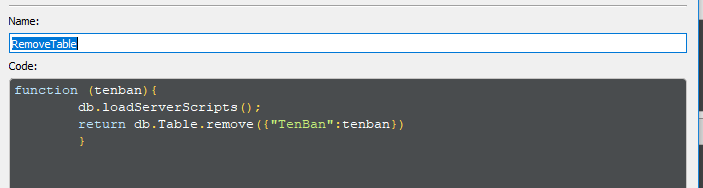 Name:
RemoveTable
Code:
function (tenban){
db.loadServerScripts();
return db.Table.remove({"TenBan":tenban})
}